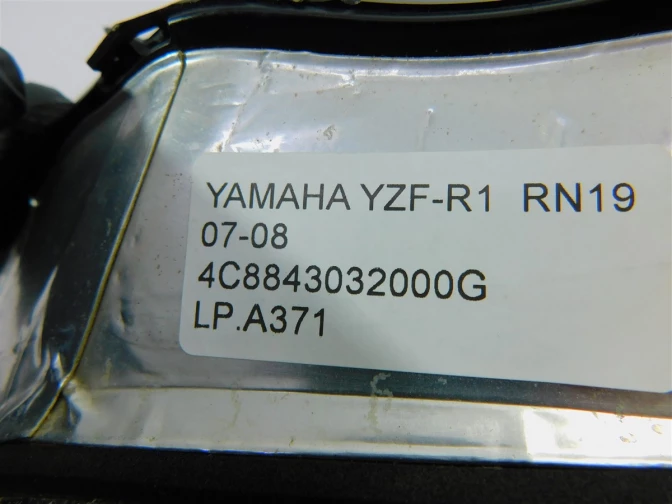 YAMAHA YZF-R1 RN19
07-08
4C8843032000G
LP.A371